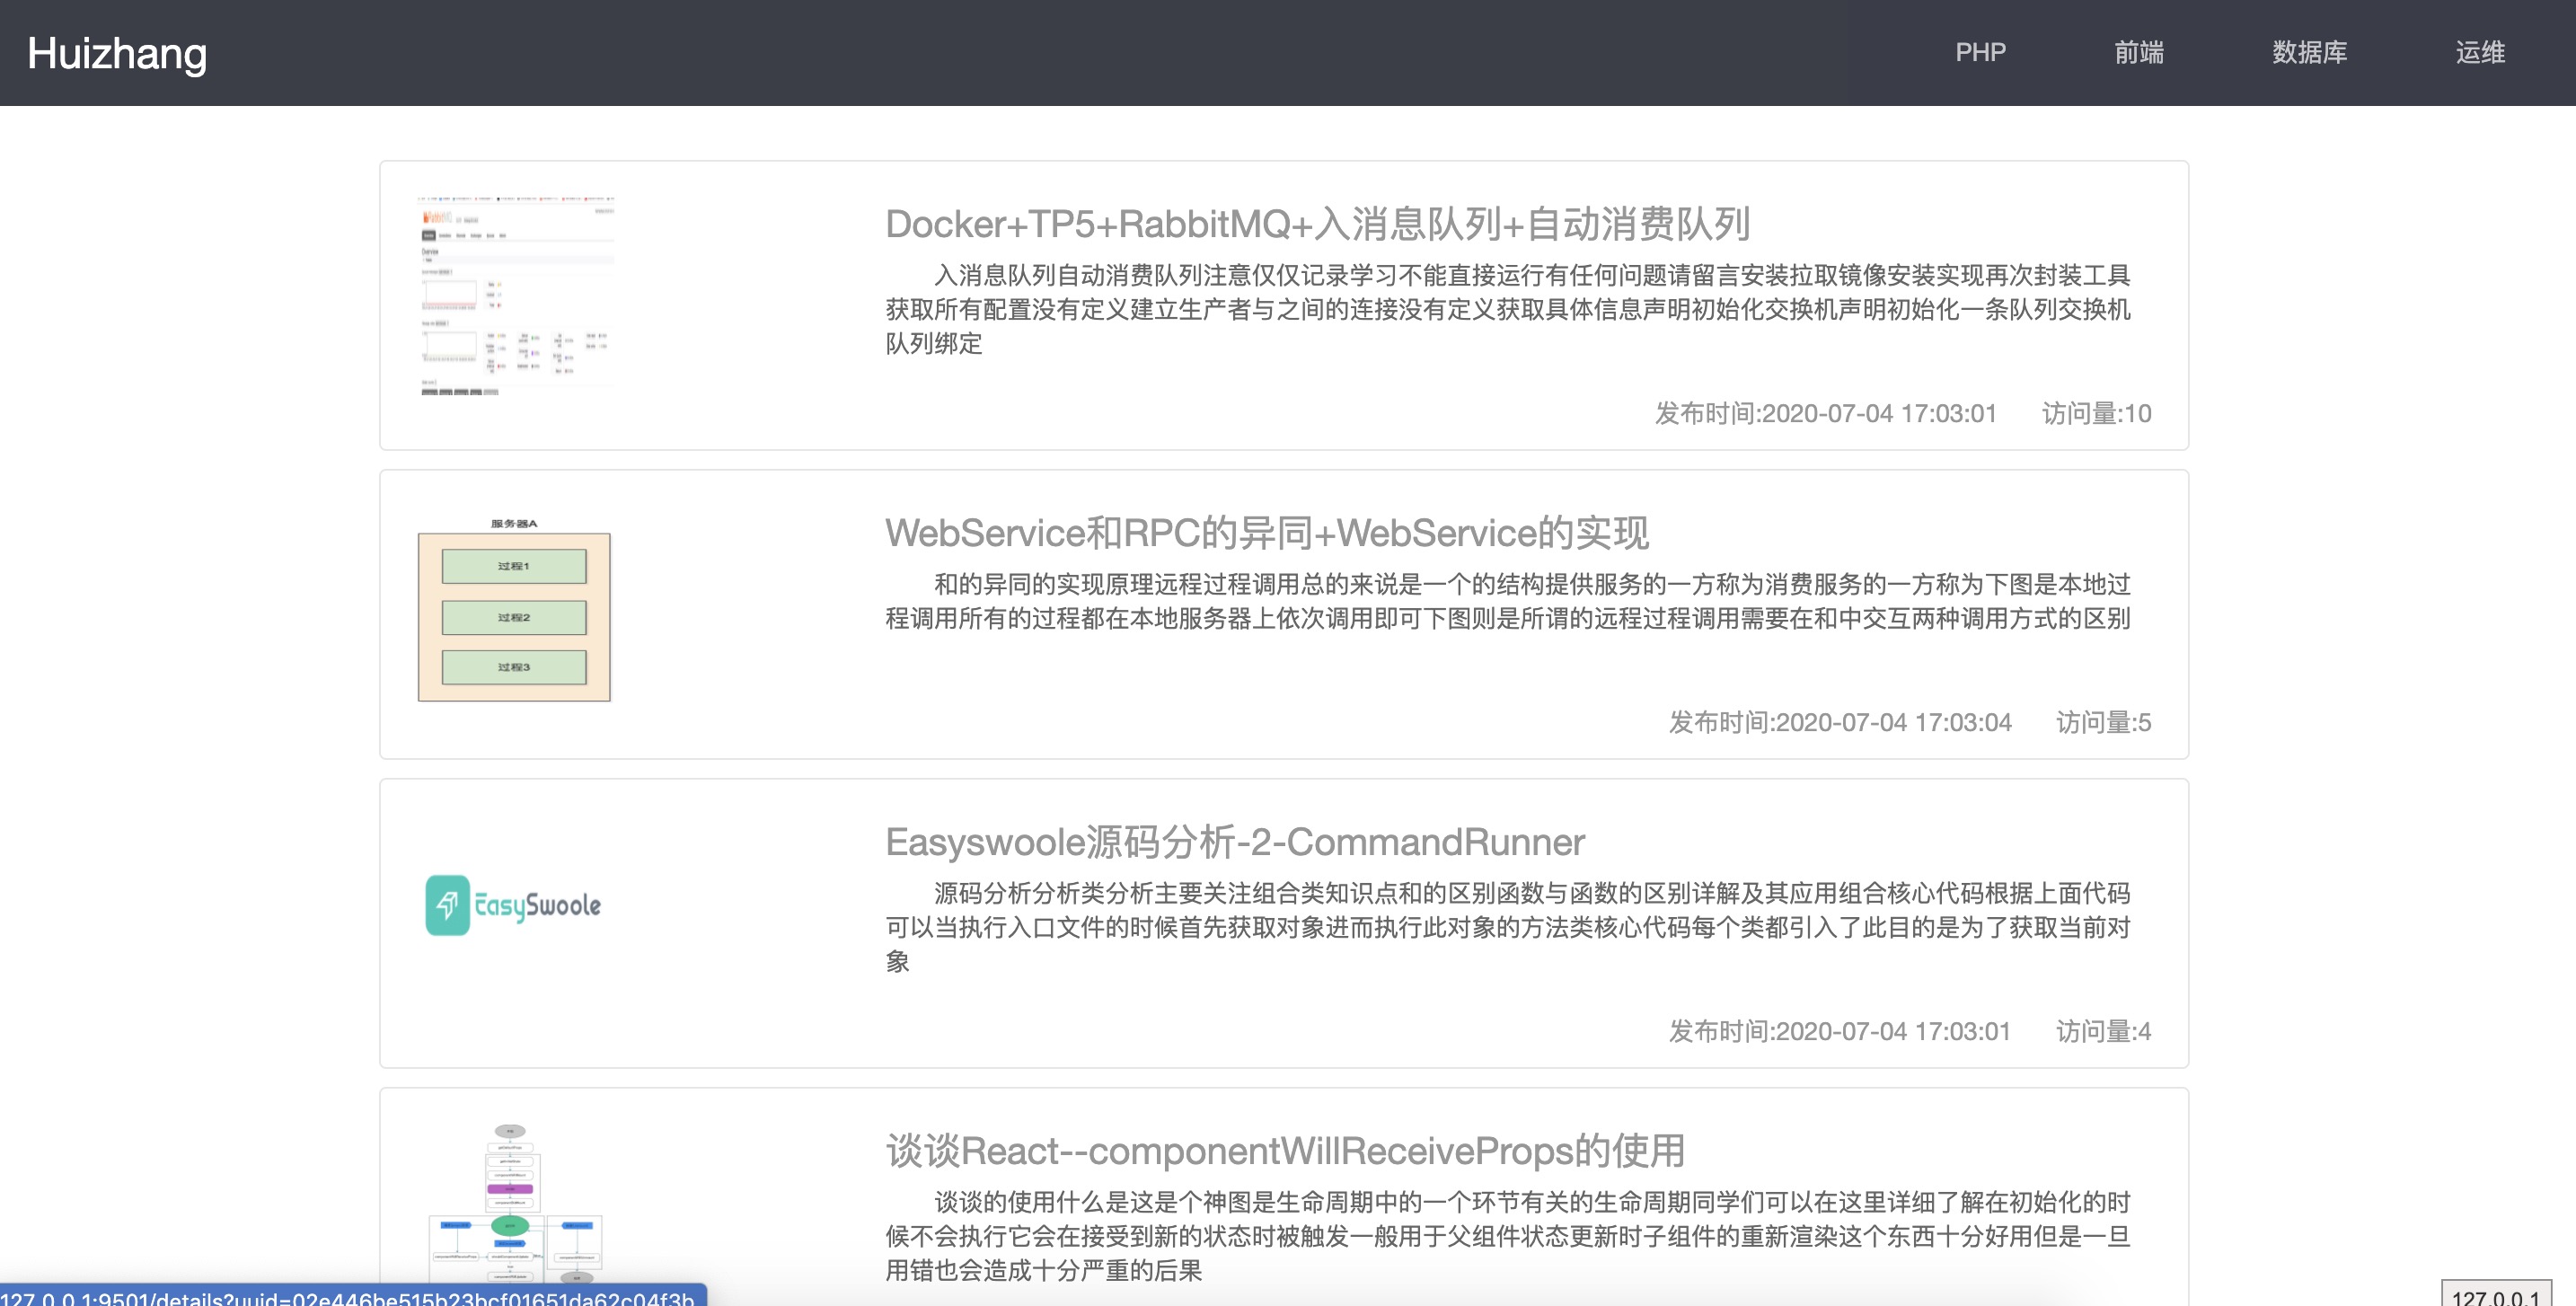 Huizhang
PHP
前端
数据库
运维
Docker+TP5+RabbitMQ+入消息队列+自动消费队列
入消息队列自动消费队列注意仅仅记录学习不能直接运行有任何问题请留言安装拉取镜像安装实现再次封装工具
获取所有配置没有定义建立生产者与之间的连接没有定义获取具体信息声明初始化交换机声明初始化一条队列交换机
队列绑定
发布时间:2020-07-04 17:03:01 访问量:10
服务器A
过程1
过程2
过程3
WebService和RPC的异同+WebService的实现
和的异同的实现原理远程过程调用总的来说是一个的结构提供服务的一方称为消费服务的一方称为下图是本地过
程调用所有的过程都在本地服务器上依次调用即可下图则是所谓的远程过程调用需要在和中交互两种调用方式的区别
发布时间:2020-07-04 17:03:04 访问量:5
EasySwoole
Easyswoole源码分析-2-CommandRunner
源码分析分析类分析主要关注组合类知识点和的区别函数与函数的区别详解及其应用组合核心代码根据上面代码
可以当执行入口文件的时候首先获取对象进而执行此对象的方法类核心代码每个类都引入了此目的是为了获取当前对
象
发布时间:2020-07-04 17:03:01 访问量:4
谈谈React--componentWillReceiveProps的使用
谈谈的使用什么是这是个神图是生命周期中的一个环节有关的生命周期同学们可以在这里详细了解在初始化的时
候不会执行它会在接受到新的状态时被触发一般用于父组件状态更新时子组件的重新渲染这个东西十分好用但是一旦
用错也会造成十分严重的后果
127.0.0.1:9501/details?uuid=02e446be515b23bcf01651da62c04f3b
127.0.0.1